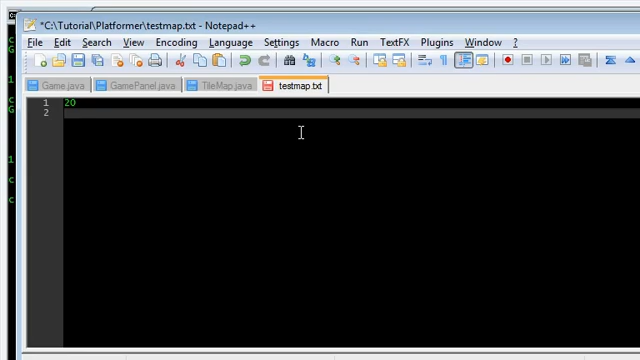 *C:\Tutorial\Platformer\testmap.txt - Notepad++
File Edit Search View Encoding Language Settings Macro Run TextFX Plugins Window ?
Game.java GamePanel.java TileMap.java testmap.txt
1 20
2